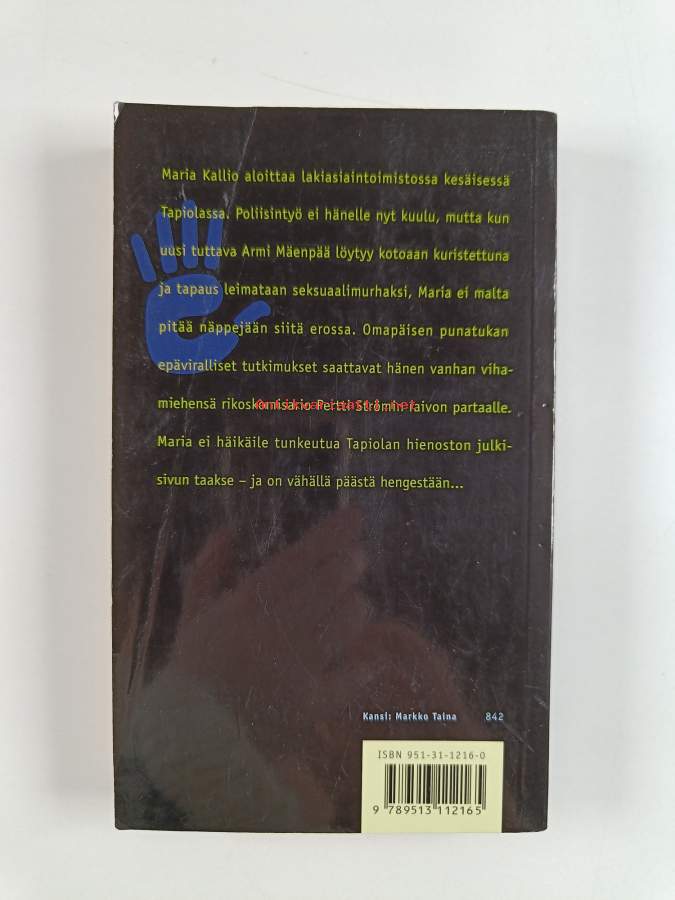 Maria Kallio aloittaa lakiasiaintoimistossa kesäisessä
Tapiolassa. Poliisintyö ei hänelle nyt kuulu, mutta kun
uusi tuttava Armi Mäenpää löytyy kotoaan kuristettuna
ja tapaus leimataan seksuaalimurhaksi, Maria ei malta
pitää näppejään siitä erossa. Omapäisen punatukan
epäviralliset tutkimukset saattavat hänen vanhan viha-
miehensä rikoskomisario Pertti Strömin raivon partaalle.
Maria ei häikäile tunkeutua Tapiolan hienoston julki-
sivun taakse – ja on vähällä päästä hengestään...
Kansi: Markko Taina 842
ISBN 951-31-1216-0
9 789513 112165